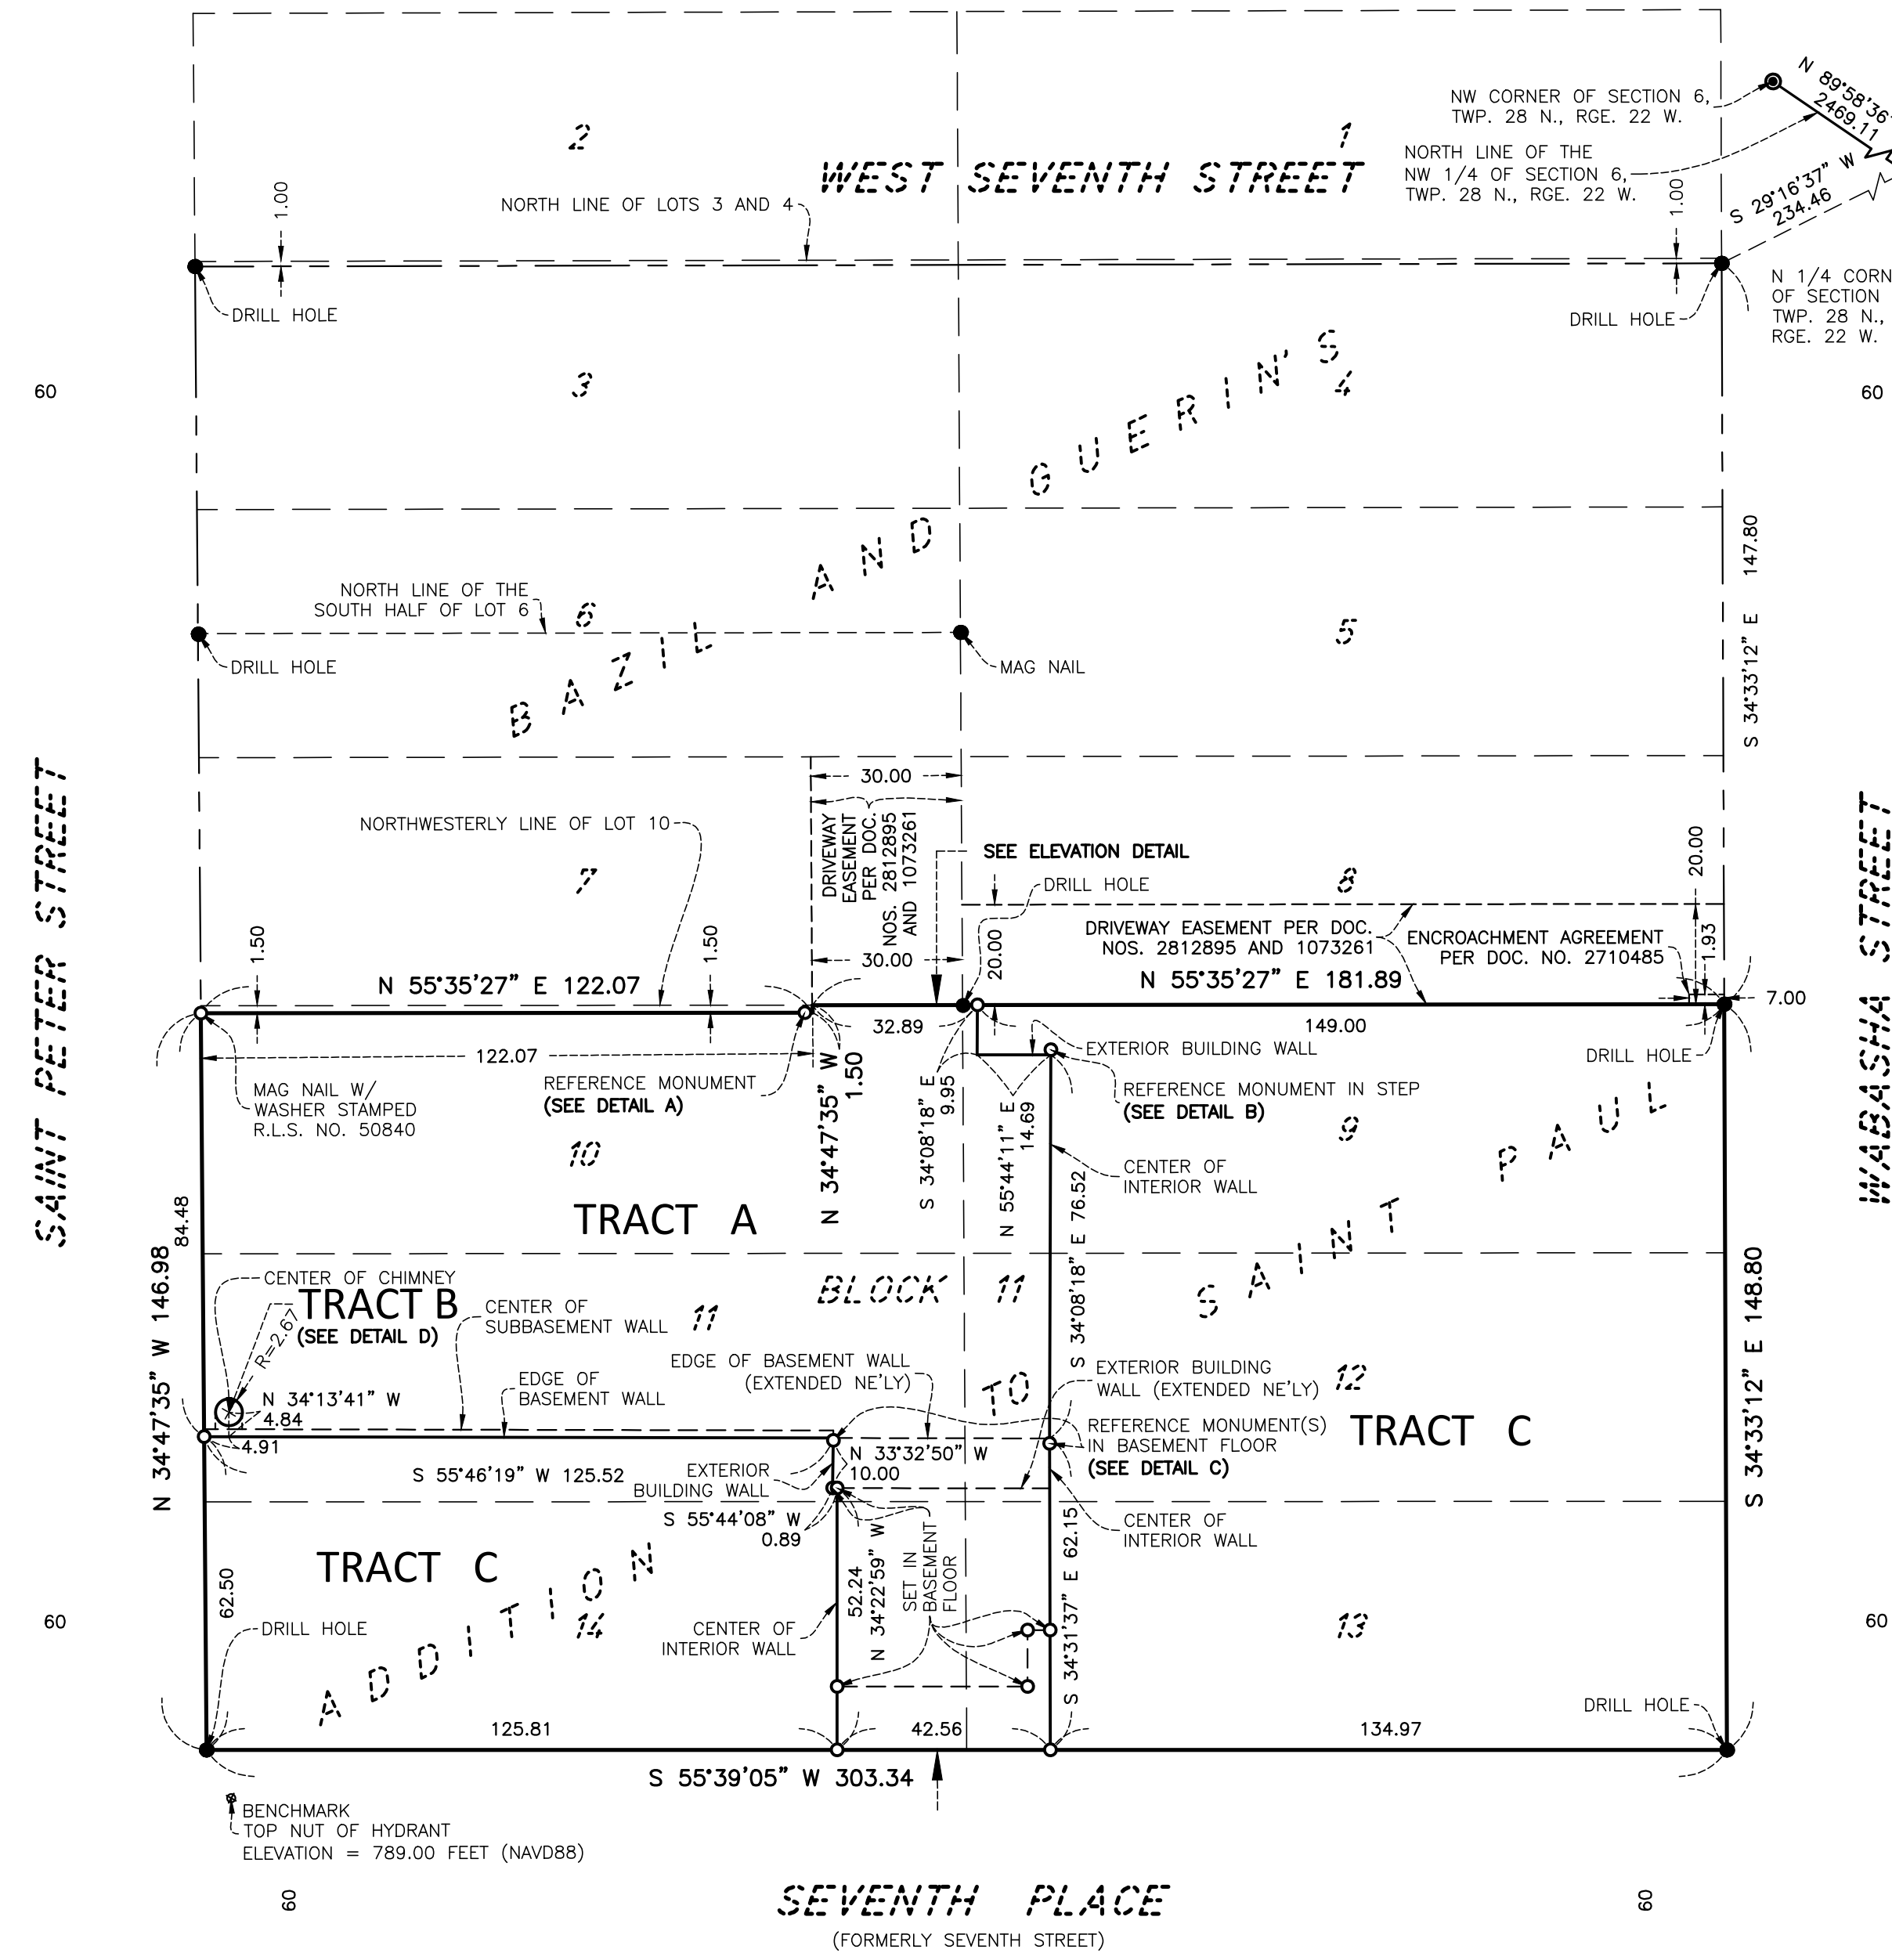 2
1
WEST SEVENTH STREET
NW CORNER OF SECTION 6,
TWP. 28 N., RGE. 22 W.
N 89°58'36"
2469.11
NORTH LINE OF THE
NW 1/4 OF SECTION 6,
TWP. 28 N., RGE. 22 W.
S 29°16'37" W
234.46
1.00
NORTH LINE OF LOTS 3 AND 4
1.00
DRILL HOLE
DRILL HOLE
N 1/4 CORN
OF SECTION
TWP. 28 N.,
RGE. 22 W.
60
3
4
60
BAZIL AND GUERIN'S
147.80
S 34°33'12" E
NORTH LINE OF THE
SOUTH HALF OF LOT 6
6
5
DRILL HOLE
MAG NAIL
SAINT PETER STREET
WABASHA STREET
30.00
NORTHWESTERLY LINE OF LOT 10
DRIVEWAY
EASEMENT
PER DOC.
NOS. 2812895
AND 1073261
30.00
SEE ELEVATION DETAIL
DRILL HOLE
7
8
20.00
20.00
DRIVEWAY EASEMENT PER DOC.
NOS. 2812895 AND 1073261
ENCROACHMENT AGREEMENT
PER DOC. NO. 2710485
1.93
7.00
1.50
1.50
N 55°35'27" E 122.07
N 55°35'27" E 181.89
32.89
149.00
122.07
EXTERIOR BUILDING WALL
DRILL HOLE
MAG NAIL W/
WASHER STAMPED
R.L.S. NO. 50840
REFERENCE MONUMENT
(SEE DETAIL A)
N 34°47'35" W
1.50
S 34°08'18" E
9.95
N 55°44'11" E
14.69
REFERENCE MONUMENT IN STEP
(SEE DETAIL B)
10
9
CENTER OF
INTERIOR WALL
84.48
TRACT A
S 34°08'18" E 76.52
SAINT PAUL
N 34°47'35" W 146.98
S 34°33'12" E 148.80
CENTER OF CHIMNEY
TRACT B
(SEE DETAIL D)
R=2.67
CENTER OF
SUBBASEMENT WALL
11
BLOCK 11
TO
EDGE OF BASEMENT WALL
(EXTENDED NE'LY)
EXTERIOR BUILDING
WALL (EXTENDED NE'LY)
12
EDGE OF
BASEMENT WALL
N 34°13'41" W
4.84
4.91
REFERENCE MONUMENT(S)
IN BASEMENT FLOOR
(SEE DETAIL C)
TRACT C
S 55°46'19" W 125.52
N 33°32'50" W
10.00
EXTERIOR
BUILDING WALL
S 55°44'08" W
0.89
CENTER OF
INTERIOR WALL
TRACT C
62.50
52.24
N 34°22'59" W
SET IN
BASEMENT
FLOOR
S 34°31'37" E 62.15
60
DRILL HOLE
14
ADDITION
CENTER OF
INTERIOR WALL
13
60
DRILL HOLE
125.81
42.56
134.97
S 55°39'05" W 303.34
BENCHMARK
TOP NUT OF HYDRANT
ELEVATION = 789.00 FEET (NAVD88)
60
60
SEVENTH PLACE
(FORMERLY SEVENTH STREET)